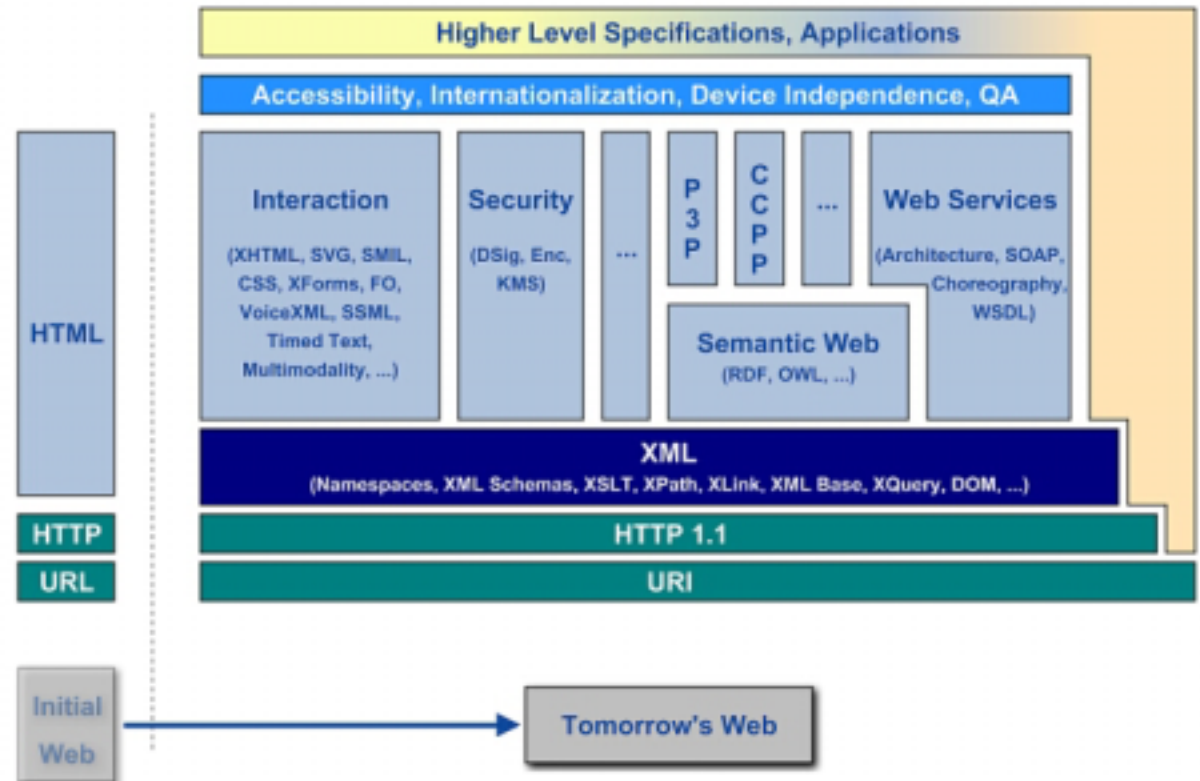 Higher Level Specifications, Applications
Accessibility, Internationalization, Device Independence, QA
HTML
HTTP
URL
Interaction
(XHTML, SVG, SMIL,
CSS, XForms, FO,
VoiceXML, SSML,
Timed Text,
Multimodality, ...)
Security
(DSig, Enc,
KMS)
...
P
3
P
C
C
P
P
...
Web Services
(Architecture, SOAP,
Choreography,
WSDL)
Semantic Web
(RDF, OWL, ...)
XML
(Namespaces, XML Schemas, XSLT, XPath, XLink, XML Base, XQuery, DOM, ...)
HTTP 1.1
URI
Initial
Web
Tomorrow's Web